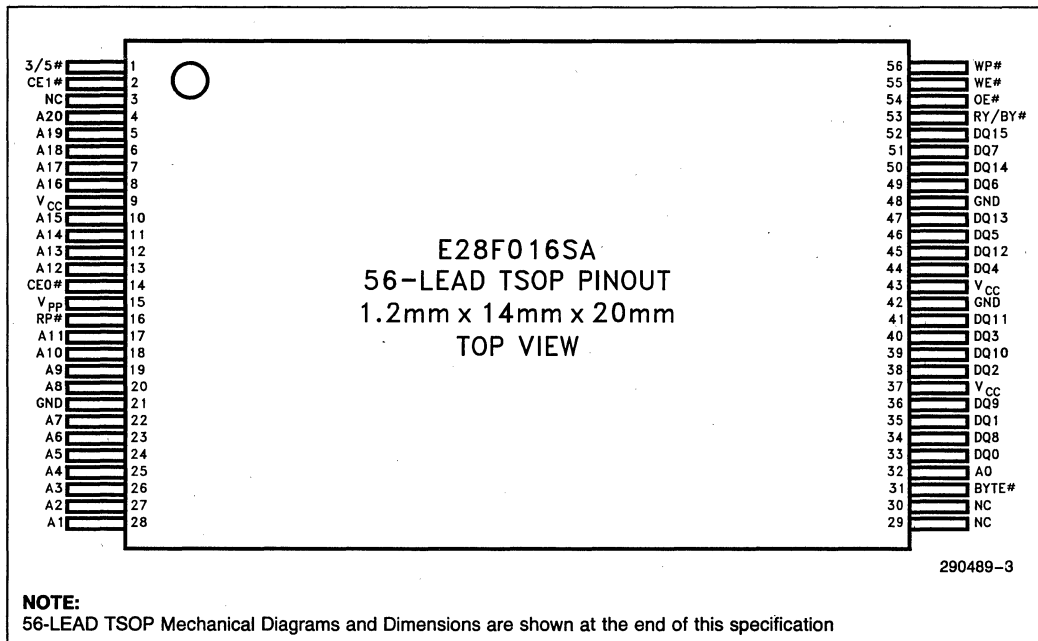 3/5# 1 56 WP#
CE1# 2 55 WE#
NC 3 54 OE#
A20 4 53 RY/BY#
A19 5 52 DQ15
A18 6 51 DQ7
A17 7 50 DQ14
A16 8 49 DQ6
VCC 9 48 GND
A15 10 47 DQ13
A14 11 46 DQ5
A13 12 45 DQ12
A12 13 44 DQ4
CE0# 14 43 VCC
VPP 15 42 GND
RP# 16 41 DQ11
A11 17 40 DQ3
A10 18 39 DQ10
A9 19 38 DQ2
A8 20 37 VCC
GND 21 36 DQ9
A7 22 35 DQ1
A6 23 34 DQ8
A5 24 33 DQ0
A4 25 32 A0
A3 26 31 BYTE#
A2 27 30 NC
A1 28 29 NC
E28F016SA
56-LEAD TSOP PINOUT
1.2mm x 14mm x 20mm
TOP VIEW
290489-3
NOTE:
56-LEAD TSOP Mechanical Diagrams and Dimensions are shown at the end of this specification